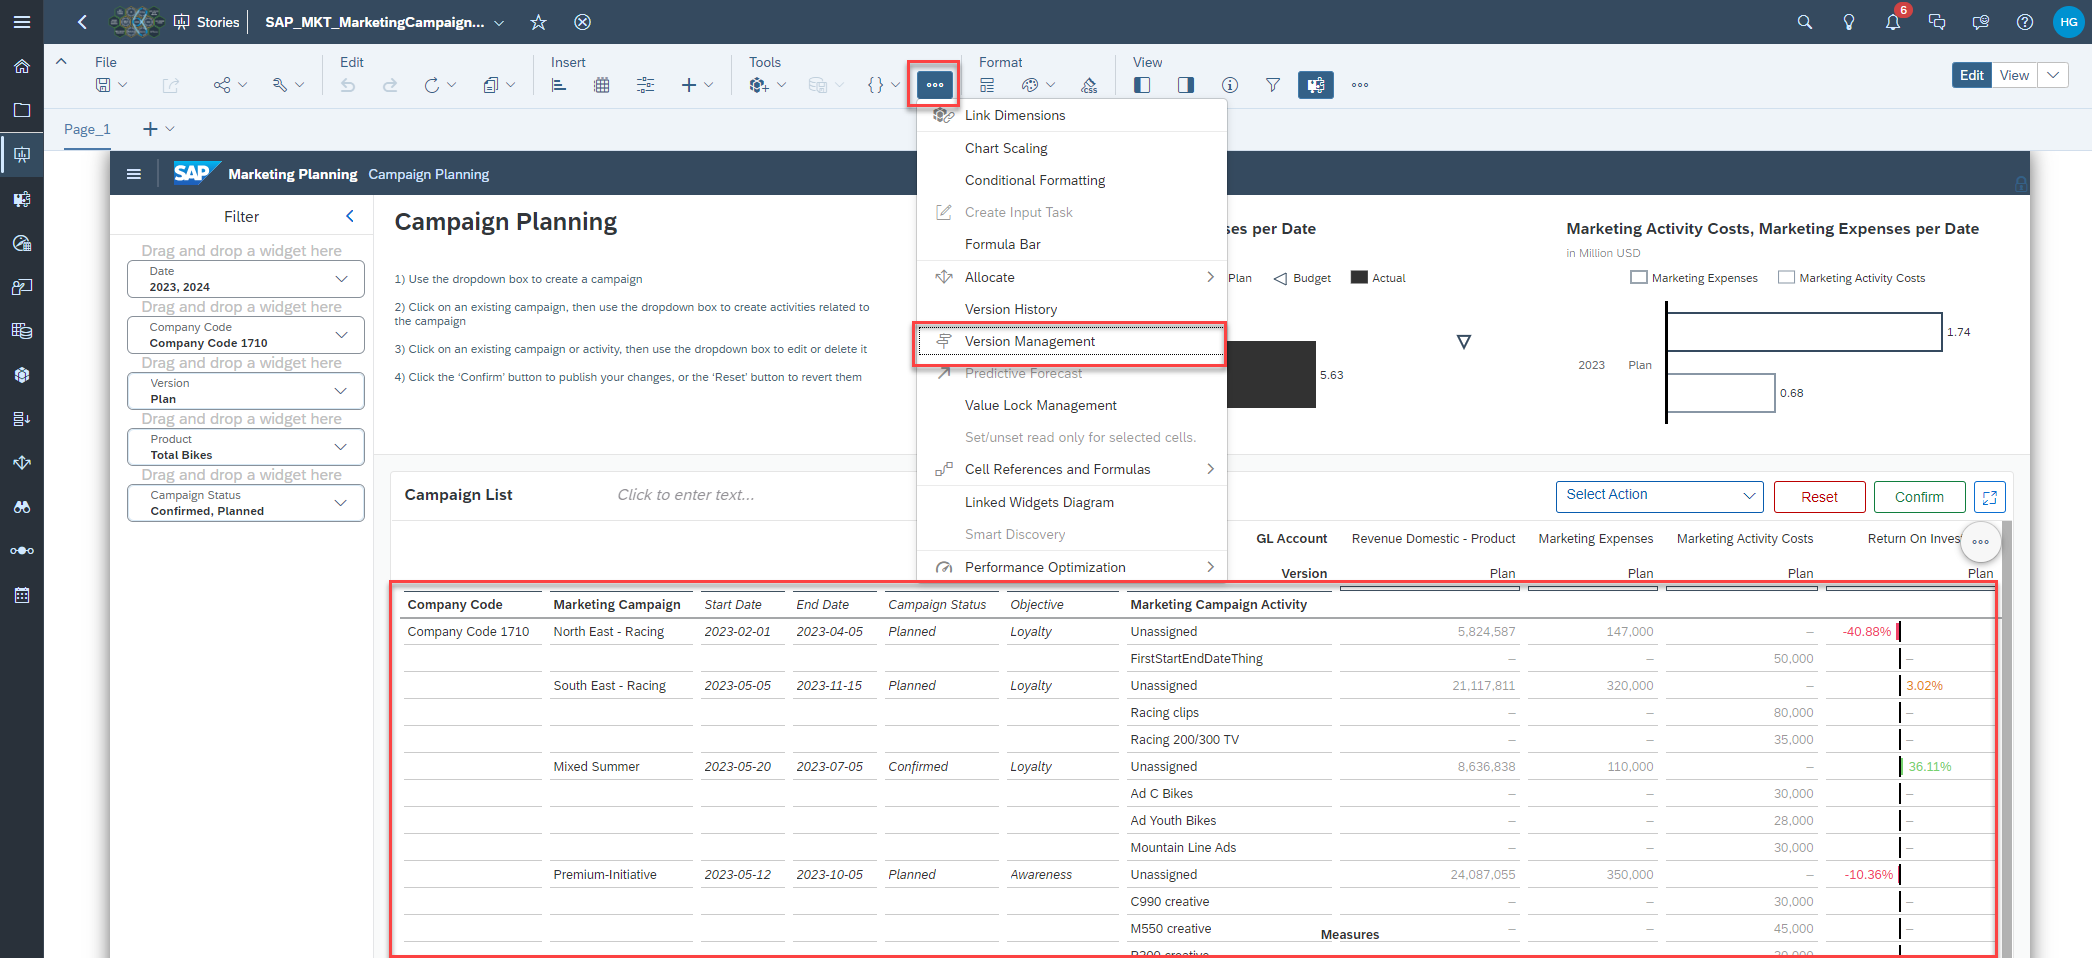 Stories
SAP_MKT_MarketingCampaign...
6
HG
File
Edit
Insert
Tools
Format
View
CSS
Edit
View
Page_1
SAP Marketing Planning Campaign Planning
Filter
Drag and drop a widget here
Date
2023, 2024
Drag and drop a widget here
Company Code
Company Code 1710
Drag and drop a widget here
Version
Plan
Drag and drop a widget here
Product
Total Bikes
Drag and drop a widget here
Campaign Status
Confirmed, Planned
Campaign Planning
1) Use the dropdown box to create a campaign
2) Click on an existing campaign, then use the dropdown box to create activities related to
the campaign
3) Click on an existing campaign or activity, then use the dropdown box to edit or delete it
4) Click the ‘Confirm’ button to publish your changes, or the ‘Reset’ button to revert them
Link Dimensions
Chart Scaling
Conditional Formatting
Create Input Task
Formula Bar
Allocate
Version History
Version Management
Predictive Forecast
Value Lock Management
Set/unset read only for selected cells.
Cell References and Formulas
Linked Widgets Diagram
Smart Discovery
Performance Optimization
per Date
Plan Budget Actual
5.63
Marketing Activity Costs, Marketing Expenses per Date
in Million USD
Marketing Expenses Marketing Activity Costs
1.74
2023 Plan
0.68
Campaign List
Click to enter text...
Select Action
Reset
Confirm
GL Account Revenue Domestic - Product Marketing Expenses Marketing Activity Costs Return On
Version Plan Plan Plan Plan
Company Code Marketing Campaign Start Date End Date Campaign Status Objective Marketing Campaign Activity
Company Code 1710 North East - Racing 2023-02-01 2023-04-05 Planned Loyalty Unassigned 5,824,587 147,000 – -40.88%
FirstStartEndDateThing – – 50,000 –
South East - Racing 2023-05-05 2023-11-15 Planned Loyalty Unassigned 21,117,811 320,000 – 3.02%
Racing clips – – 80,000 –
Racing 200/300 TV – – 35,000 –
Mixed Summer 2023-05-20 2023-07-05 Confirmed Loyalty Unassigned 8,636,838 110,000 – 36.11%
Ad C Bikes – – 30,000 –
Ad Youth Bikes – – 28,000 –
Mountain Line Ads – – 30,000 –
Premium-Initiative 2023-05-12 2023-10-05 Planned Awareness Unassigned 24,087,055 350,000 – -10.36%
C990 creative – – 30,000 –
M550 creative – – 45,000 –
Measures